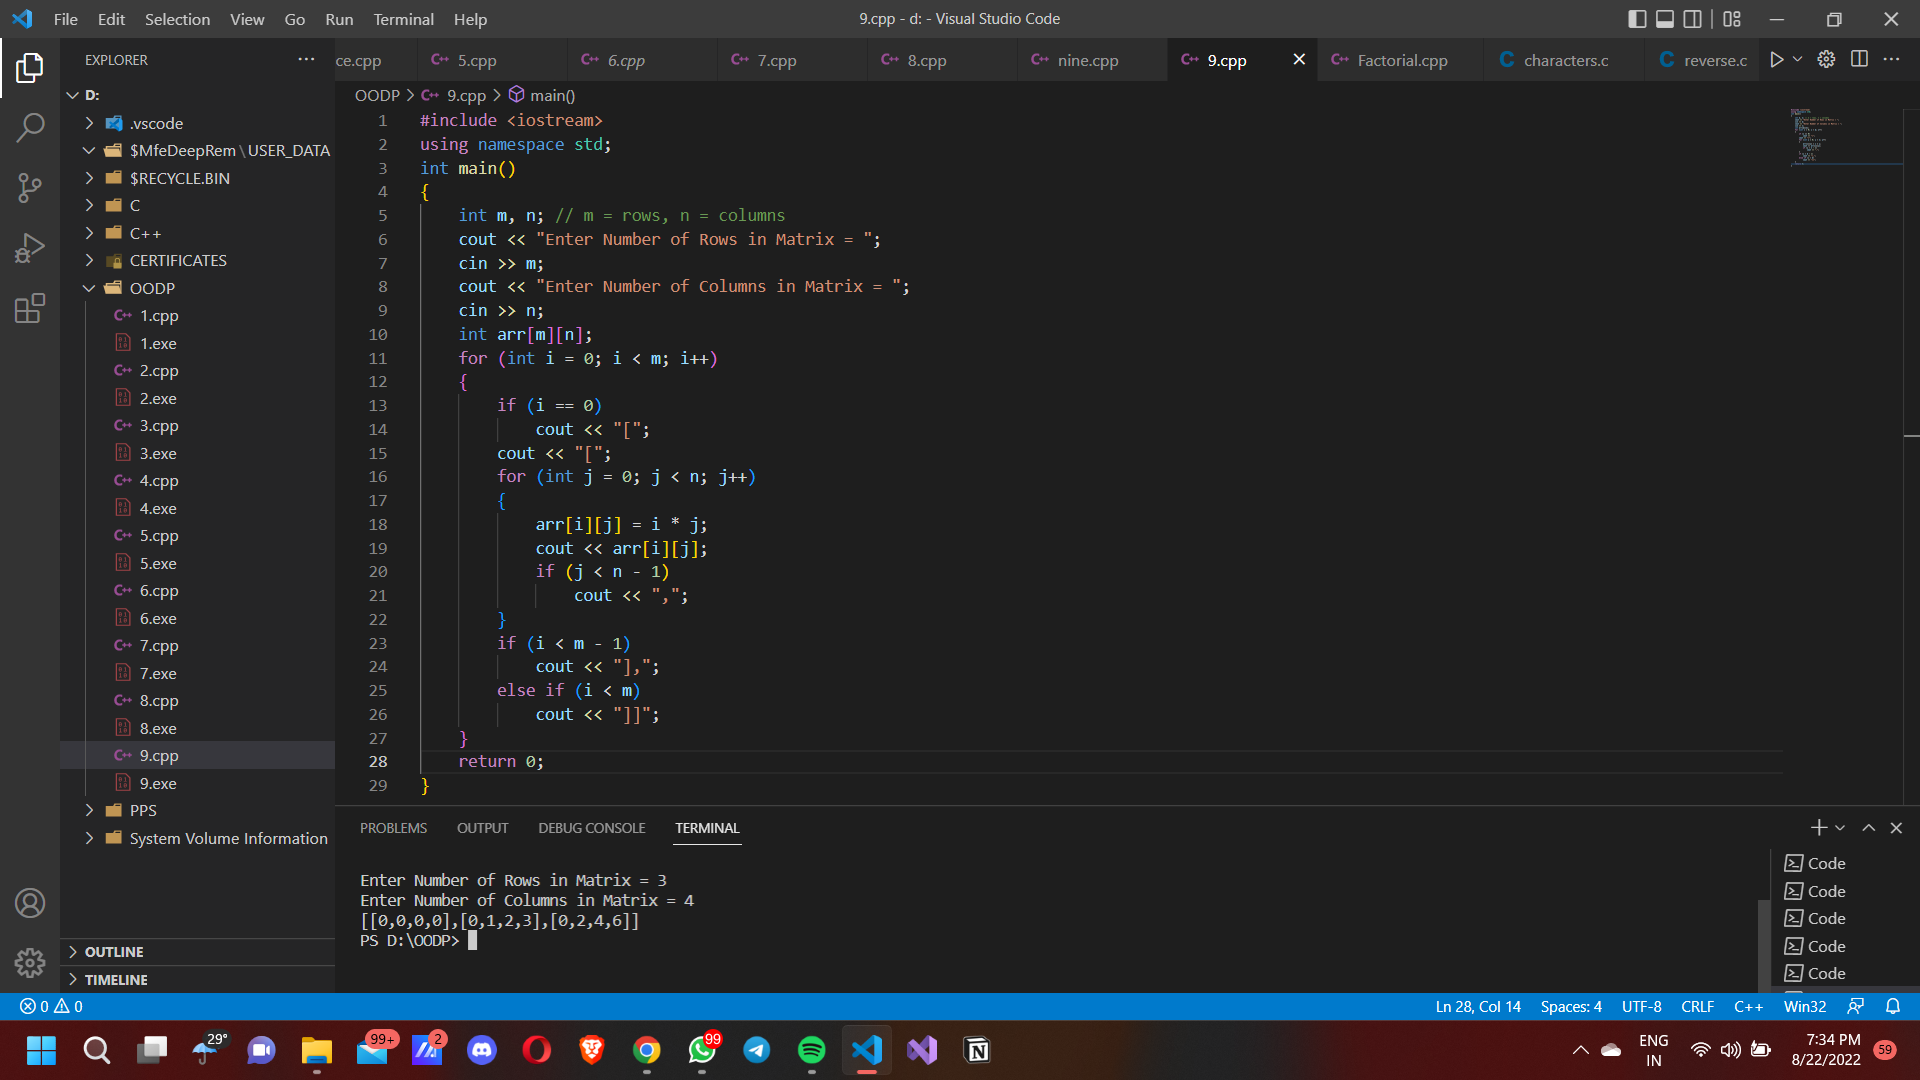 File Edit Selection View Go Run Terminal Help
9.cpp - d: - Visual Studio Code
EXPLORER
ce.cpp 5.cpp 6.cpp 7.cpp 8.cpp nine.cpp 9.cpp Factorial.cpp characters.c reverse.c
D:
.vscode
$MfeDeepRem\USER_DATA
$RECYCLE.BIN
C
C++
CERTIFICATES
OODP
1.cpp
1.exe
2.cpp
2.exe
3.cpp
3.exe
4.cpp
4.exe
5.cpp
5.exe
6.cpp
6.exe
7.cpp
7.exe
8.cpp
8.exe
9.cpp
9.exe
PPS
System Volume Information
OUTLINE
TIMELINE
OODP > 9.cpp > main()
1 #include <iostream>
2 using namespace std;
3 int main()
4 {
5 int m, n; // m = rows, n = columns
6 cout << "Enter Number of Rows in Matrix = ";
7 cin >> m;
8 cout << "Enter Number of Columns in Matrix = ";
9 cin >> n;
10 int arr[m][n];
11 for (int i = 0; i < m; i++)
12 {
13 if (i == 0)
14 cout << "[";
15 cout << "[";
16 for (int j = 0; j < n; j++)
17 {
18 arr[i][j] = i * j;
19 cout << arr[i][j];
20 if (j < n - 1)
21 cout << ",";
22 }
23 if (i < m - 1)
24 cout << "],";
25 else if (i < m)
26 cout << "]]";
27 }
28 return 0;
29 }
PROBLEMS OUTPUT DEBUG CONSOLE TERMINAL
Enter Number of Rows in Matrix = 3
Enter Number of Columns in Matrix = 4
[[0,0,0,0],[0,1,2,3],[0,2,4,6]]
PS D:\OODP>
Code
Code
Code
Code
Code
0 0
Ln 28, Col 14 Spaces: 4 UTF-8 CRLF C++ Win32
29° 99+ 2 99
ENG
IN
7:34 PM
8/22/2022
59